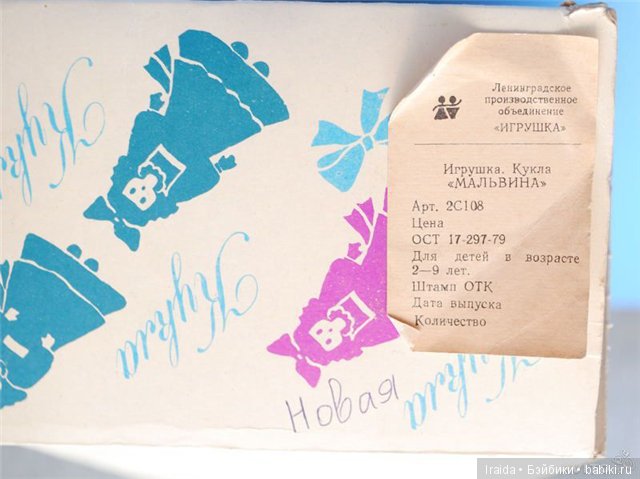 Ленинградское
производственное
объединение
«ИГРУШКА»
Игрушка. Кукла
«МАЛЬВИНА»
Арт. 2С108
Цена
ОСТ 17-297-79
Для детей в возрасте
2—9 лет.
Штамп ОТК
Дата выпуска
Количество
Кукла
Кукла
Кукла
Новая
Iraida • Бэйбики • babiki.ru